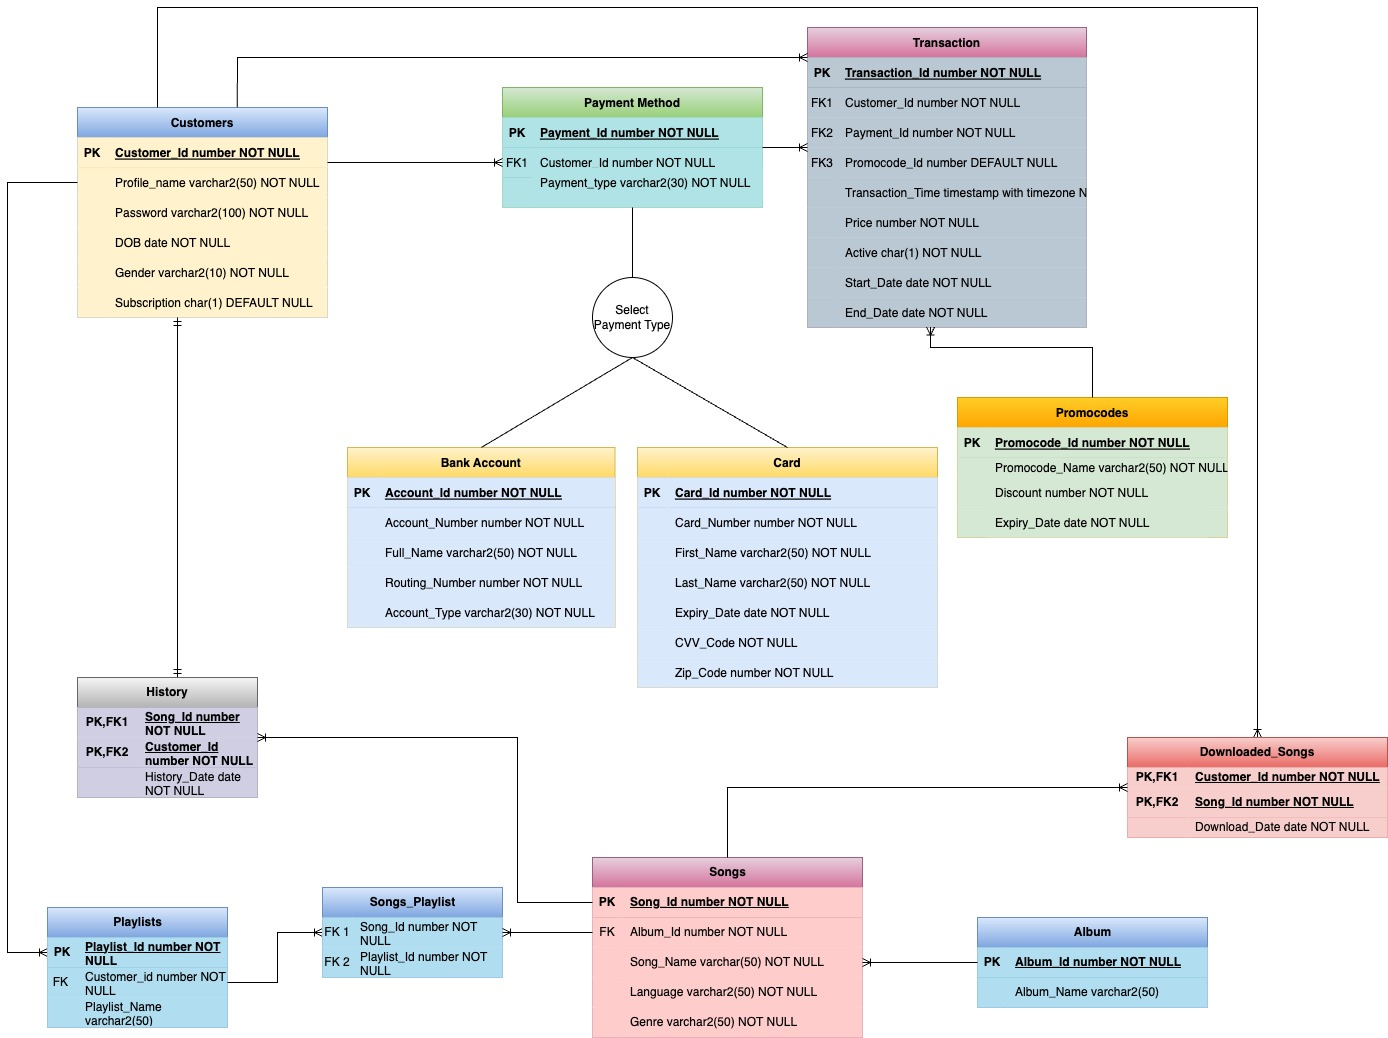 Transaction
PK Transaction_Id number NOT NULL
FK1 Customer_Id number NOT NULL
FK2 Payment_Id number NOT NULL
FK3 Promocode_Id number DEFAULT NULL
Transaction_Time timestamp with timezone N
Price number NOT NULL
Active char(1) NOT NULL
Start_Date date NOT NULL
End_Date date NOT NULL
Payment Method
PK Payment_Id number NOT NULL
FK1 Customer_Id number NOT NULL
Payment_type varchar2(30) NOT NULL
Customers
PK Customer_Id number NOT NULL
Profile_name varchar2(50) NOT NULL
Password varchar2(100) NOT NULL
DOB date NOT NULL
Gender varchar2(10) NOT NULL
Subscription char(1) DEFAULT NULL
Select
Payment Type
Promocodes
PK Promocode_Id number NOT NULL
Promocode_Name varchar2(50) NOT NULL
Discount number NOT NULL
Expiry_Date date NOT NULL
Bank Account
PK Account_Id number NOT NULL
Account_Number number NOT NULL
Full_Name varchar2(50) NOT NULL
Routing_Number number NOT NULL
Account_Type varchar2(30) NOT NULL
Card
PK Card_Id number NOT NULL
Card_Number number NOT NULL
First_Name varchar2(50) NOT NULL
Last_Name varchar2(50) NOT NULL
Expiry_Date date NOT NULL
CVV_Code NOT NULL
Zip_Code number NOT NULL
History
PK,FK1 Song_Id number
NOT NULL
PK,FK2 Customer_Id
number NOT NULL
History_Date date
NOT NULL
Downloaded_Songs
PK,FK1 Customer_Id number NOT NULL
PK,FK2 Song_Id number NOT NULL
Download_Date date NOT NULL
Songs
PK Song_Id number NOT NULL
FK Album_Id number NOT NULL
Song_Name varchar(50) NOT NULL
Language varchar2(50) NOT NULL
Genre varchar2(50) NOT NULL
Songs_Playlist
FK 1 Song_Id number NOT
NULL
FK 2 Playlist_Id number NOT
NULL
Playlists
PK Playlist_Id number NOT
NULL
FK Customer_id number NOT
NULL
Playlist_Name
varchar2(50)
Album
PK Album_Id number NOT NULL
Album_Name varchar2(50)